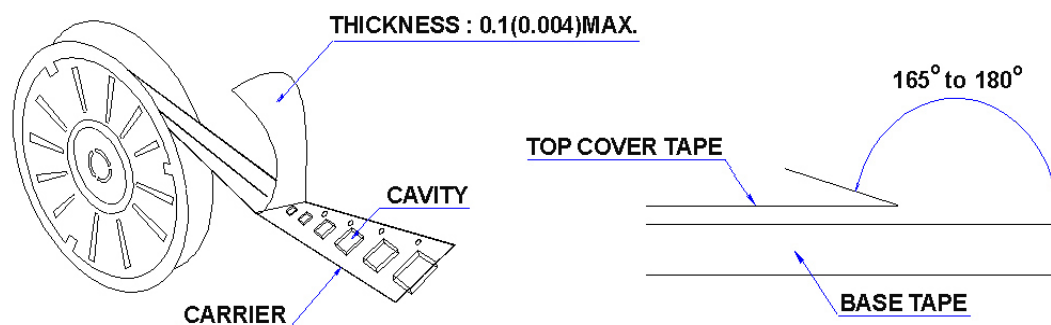 THICKNESS : 0.1(0.004)MAX.
CAVITY
CARRIER
165° to 180°
TOP COVER TAPE
BASE TAPE